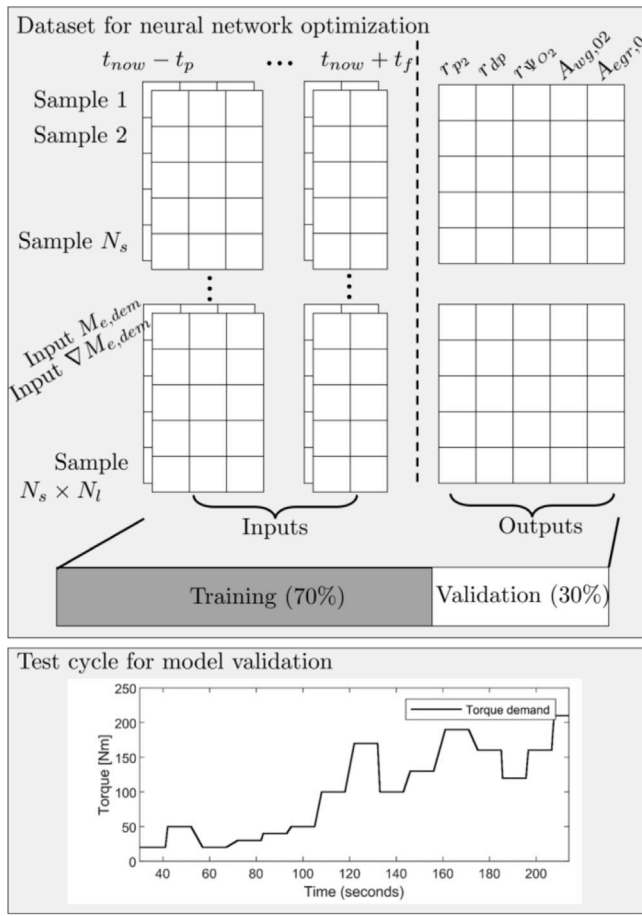 Dataset for neural network optimization
t_{now} − t_p ... t_{now} + t_f
r_{p_2} r_{dp} r_{Ψ_{O_2}} A_{wg,02} A_{egr,0
Sample 1
Sample 2
Sample N_s
Input M_{e,dem}
Input ∇M_{e,dem}
Sample
N_s × N_l
Inputs
Outputs
Training (70%)
Validation (30%)
Test cycle for model validation
Torque demand
Torque [Nm]
250
200
150
100
50
0
40 60 80 100 120 140 160 180 200
Time (seconds)